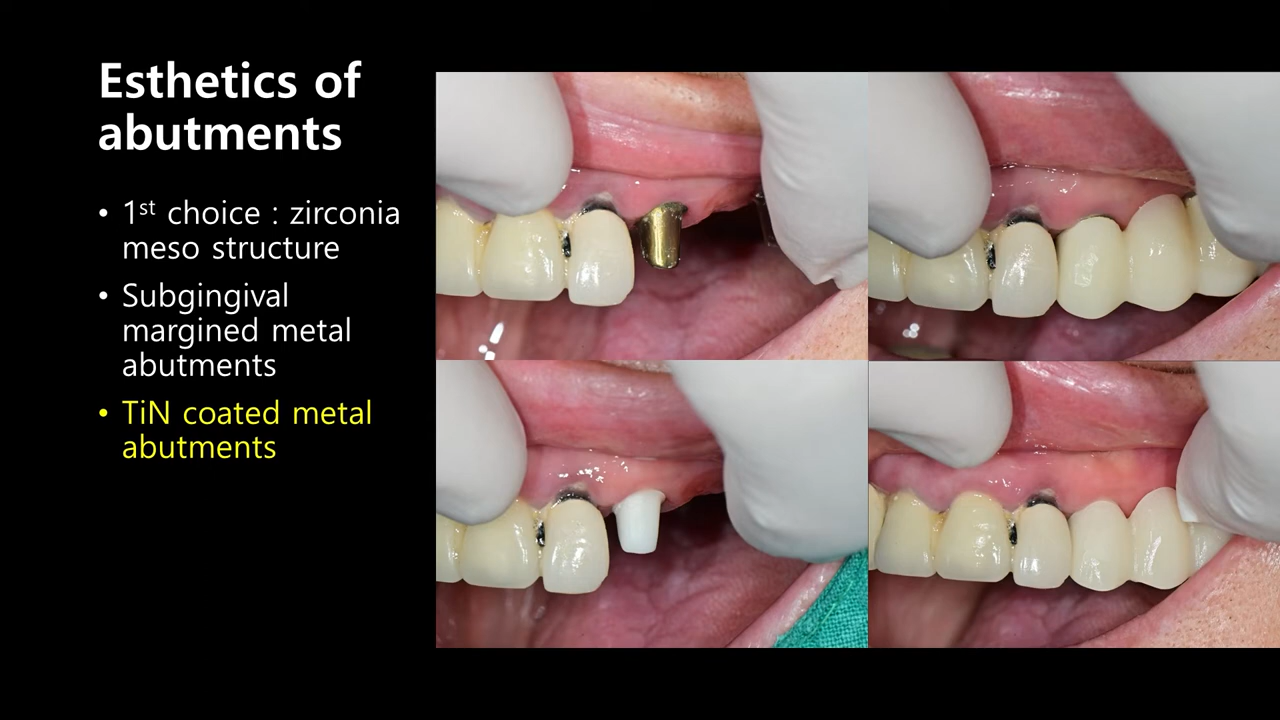 Esthetics of
abutments
• 1st choice : zirconia
meso structure
• Subgingival
margined metal
abutments
• TiN coated metal
abutments